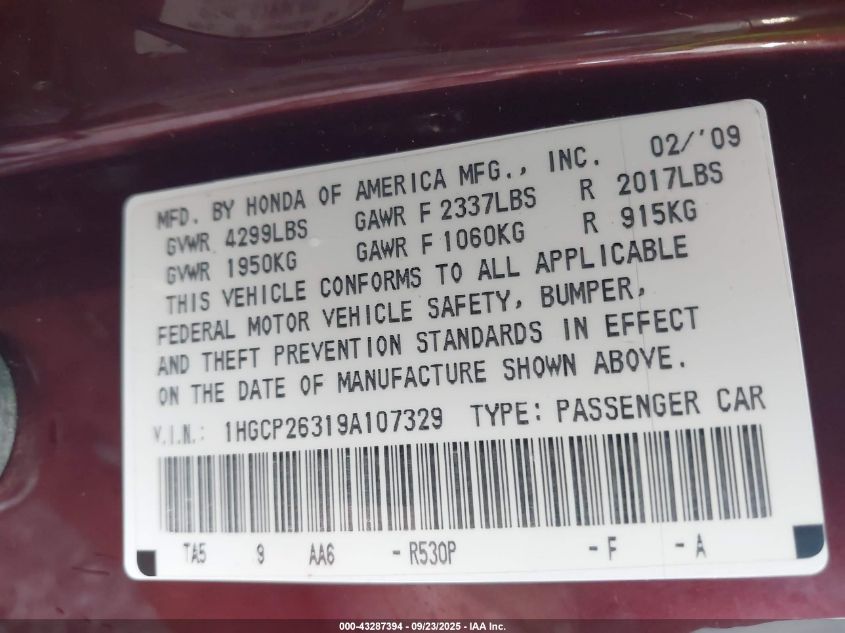 02/'09
MFD. BY HONDA OF AMERICA MFG., INC.
GVWR 4299LBS GAWR F 2337LBS R 2017LBS
GVWR 1950KG GAWR F 1060KG R 915KG
THIS VEHICLE CONFORMS TO ALL APPLICABLE
FEDERAL MOTOR VEHICLE SAFETY, BUMPER,
AND THEFT PREVENTION STANDARDS IN EFFECT
ON THE DATE OF MANUFACTURE SHOWN ABOVE.
V.I.N.: 1HGCP26319A107329 TYPE: PASSENGER CAR
TA5 9 AA6 -R530P -F -A
000-43287394 - 09/23/2025 - IAA Inc.